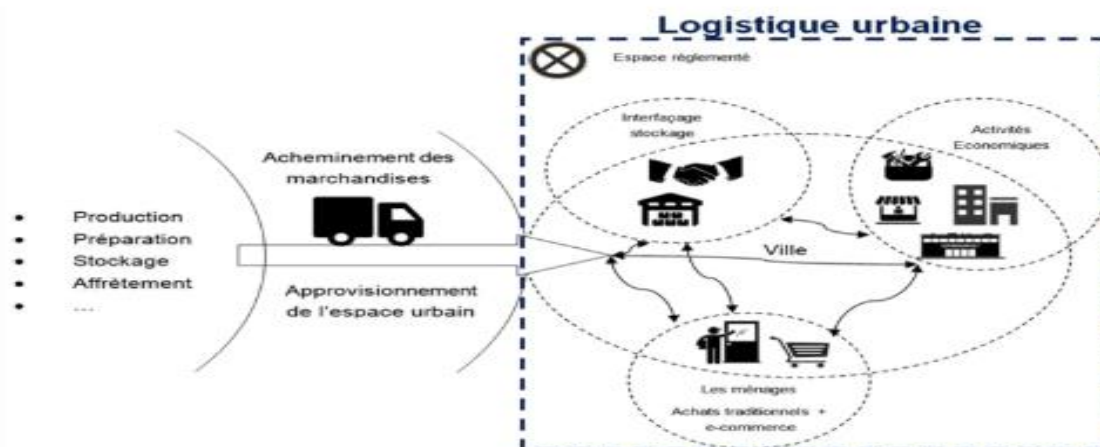 Logistique urbaine
Espace règlementé
Interfaçage
stockage
Activités
Economiques
Acheminement des
marchandises
• Production
• Préparation
• Stockage
• Affrètement
• ...
Approvisionnement
de l'espace urbain
Ville
Les ménages
Achats traditionnels +
e-commerce